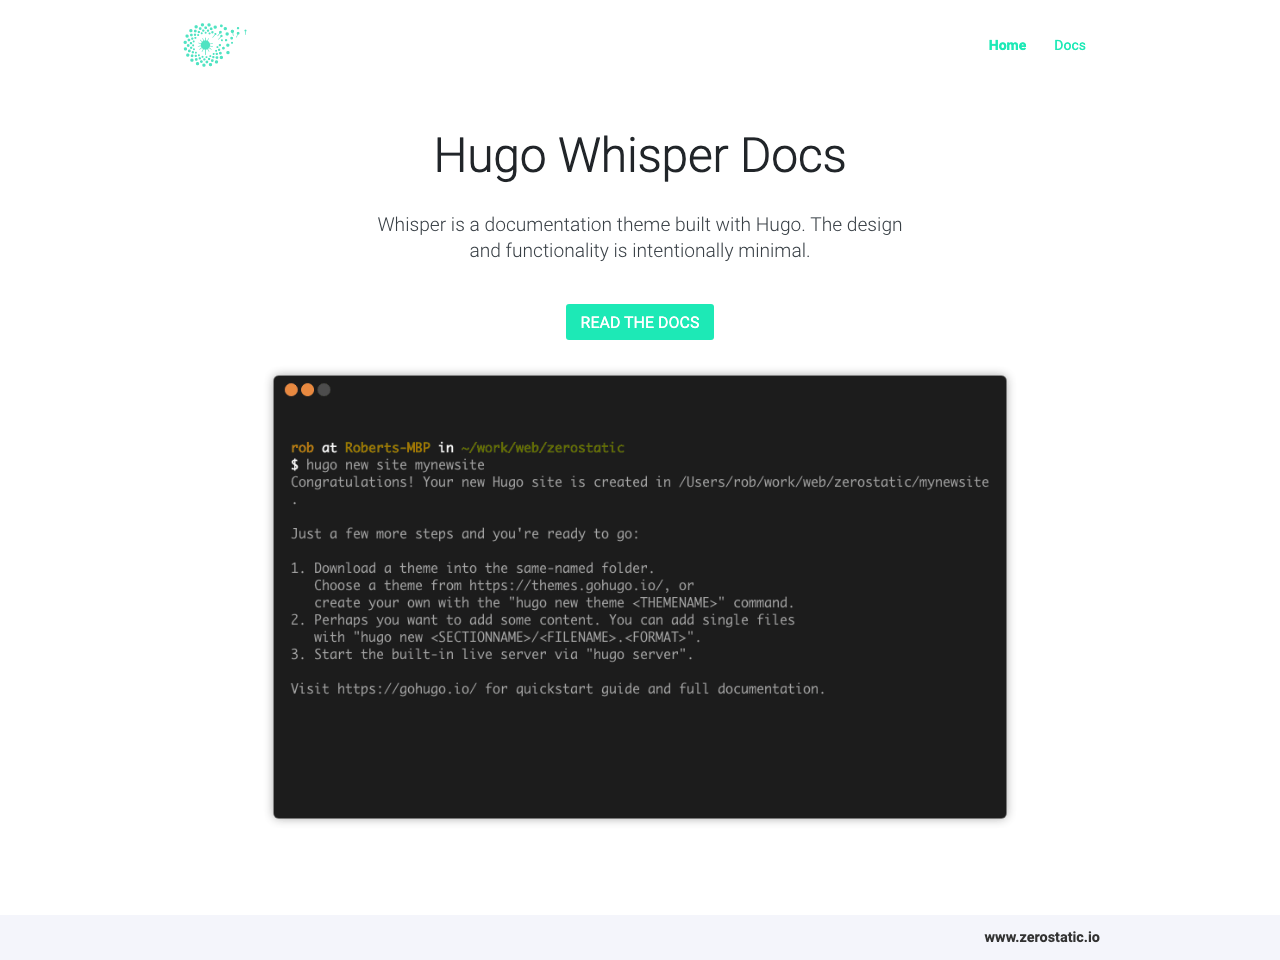 Home Docs
Hugo Whisper Docs
Whisper is a documentation theme built with Hugo. The design
and functionality is intentionally minimal.
READ THE DOCS
rob at Roberts-MBP in ~/work/web/zerostatic
$ hugo new site mynewsite
Congratulations! Your new Hugo site is created in /Users/rob/work/web/zerostatic/mynewsite
.
Just a few more steps and you're ready to go:
1. Download a theme into the same-named folder.
Choose a theme from https://themes.gohugo.io/, or
create your own with the "hugo new theme <THEMENAME>" command.
2. Perhaps you want to add some content. You can add single files
with "hugo new <SECTIONNAME>/<FILENAME>.<FORMAT>".
3. Start the built-in live server via "hugo server".
Visit https://gohugo.io/ for quickstart guide and full documentation.
www.zerostatic.io